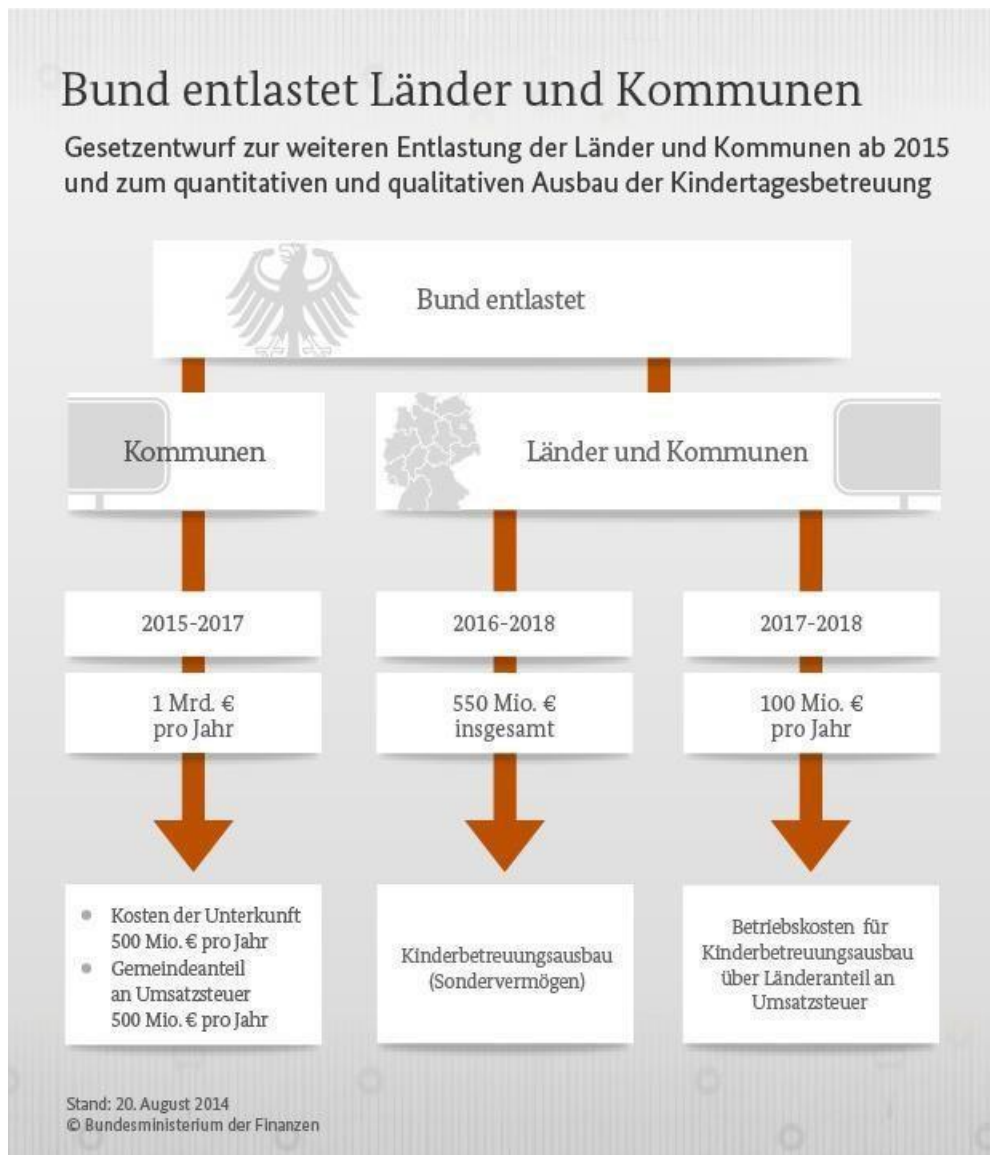 Bund entlastet Länder und Kommunen
Gesetzentwurf zur weiteren Entlastung der Länder und Kommunen ab 2015
und zum quantitativen und qualitativen Ausbau der Kindertagesbetreuung
Bund entlastet
Kommunen
Länder und Kommunen
2015-2017
2016-2018
2017-2018
1 Mrd. €
pro Jahr
550 Mio. €
insgesamt
100 Mio. €
pro Jahr
Kosten der Unterkunft
500 Mio. € pro Jahr
Gemeindeanteil
an Umsatzsteuer
500 Mio. € pro Jahr
Kinderbetreuungsausbau
(Sondervermögen)
Betriebskosten für
Kinderbetreuungsausbau
über Länderanteil an
Umsatzsteuer
Stand: 20. August 2014
© Bundesministerium der Finanzen